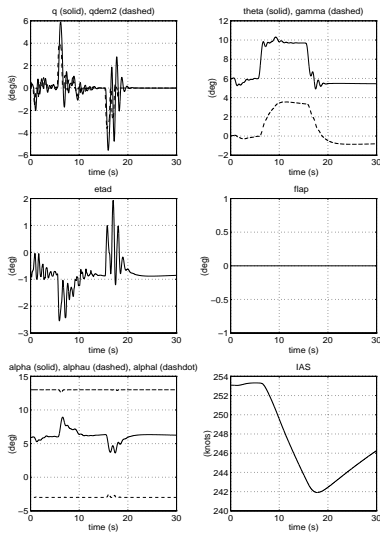 q (solid), qdem2 (dashed)
(deg/s)
6
4
2
0
−2
−4
−6
0 10 20 30
time (s)
theta (solid), gamma (dashed)
(deg)
12
10
8
6
4
2
0
−2
0 10 20 30
time (s)
etad
(deg)
2
1
0
−1
−2
−3
0 10 20 30
time (s)
flap
(deg)
1
0.5
0
−0.5
−1
0 10 20 30
time (s)
alpha (solid), alphau (dashed), alphal (dashdot)
(deg)
15
10
5
0
−5
0 10 20 30
time (s)
IAS
(knots)
254
252
250
248
246
244
242
240
0 10 20 30
time (s)